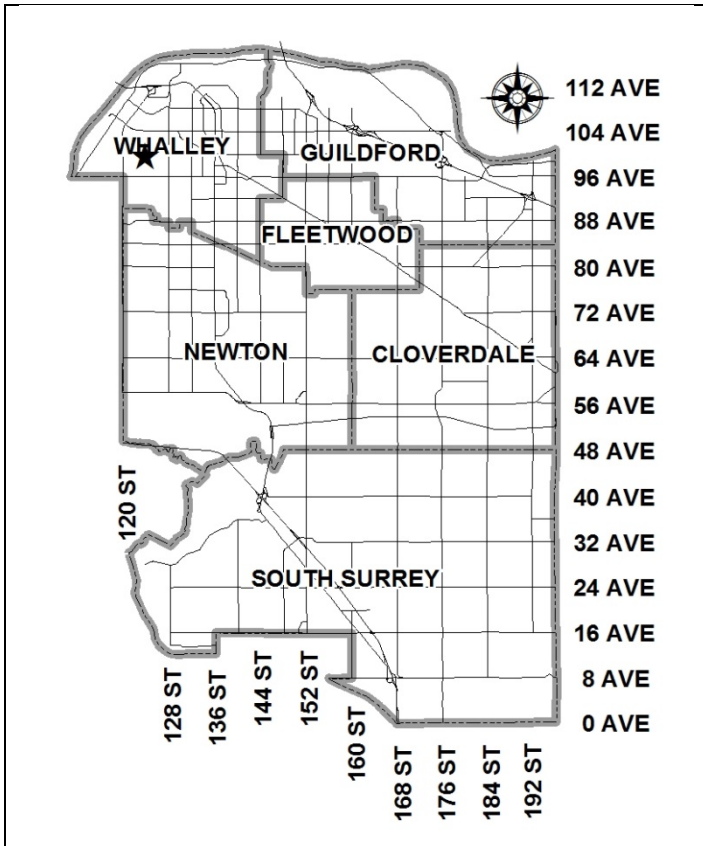 112 AVE
104 AVE
WHALLEY
GUILDFORD
96 AVE
88 AVE
FLEETWOOD
80 AVE
72 AVE
NEWTON
CLOVERDALE
64 AVE
56 AVE
48 AVE
120 ST
40 AVE
32 AVE
SOUTH SURREY
24 AVE
16 AVE
128 ST
136 ST
144 ST
152 ST
160 ST
8 AVE
0 AVE
168 ST
176 ST
184 ST
192 ST